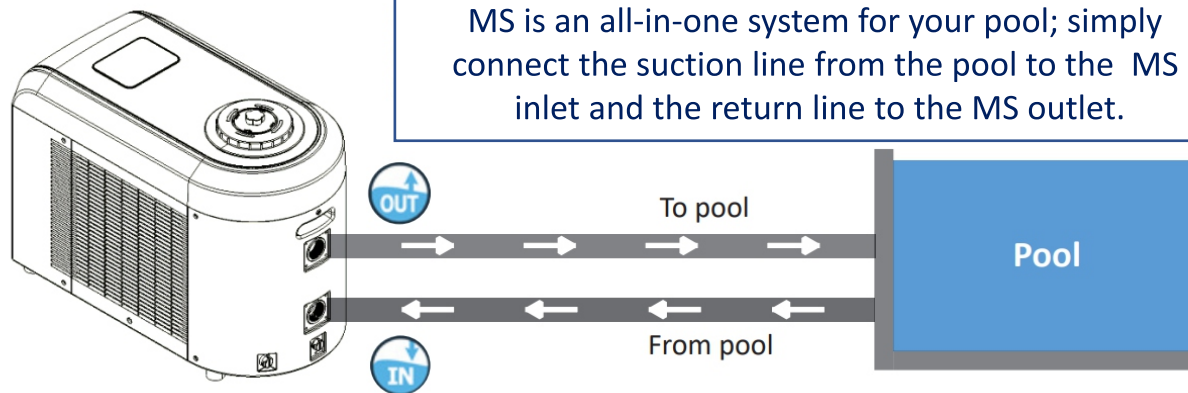 MS is an all-in-one system for your pool; simply
connect the suction line from the pool to the MS
inlet and the return line to the MS outlet.
OUT
To pool
Pool
From pool
IN